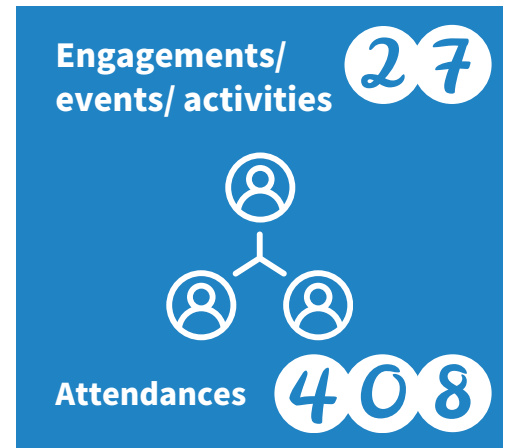 Engagements/
events/ activities
27
Attendances
408